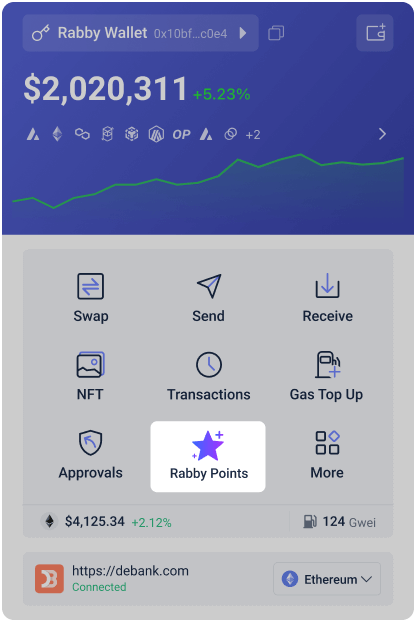 Rabby Wallet 0x10bf...c0e4
$2,020,311 +5.23%
OP +2
Swap Send Receive
NFT Transactions Gas Top Up
Approvals Rabby Points More
$4,125.34 +2.12% 124 Gwei
https://debank.com
Connected
Ethereum